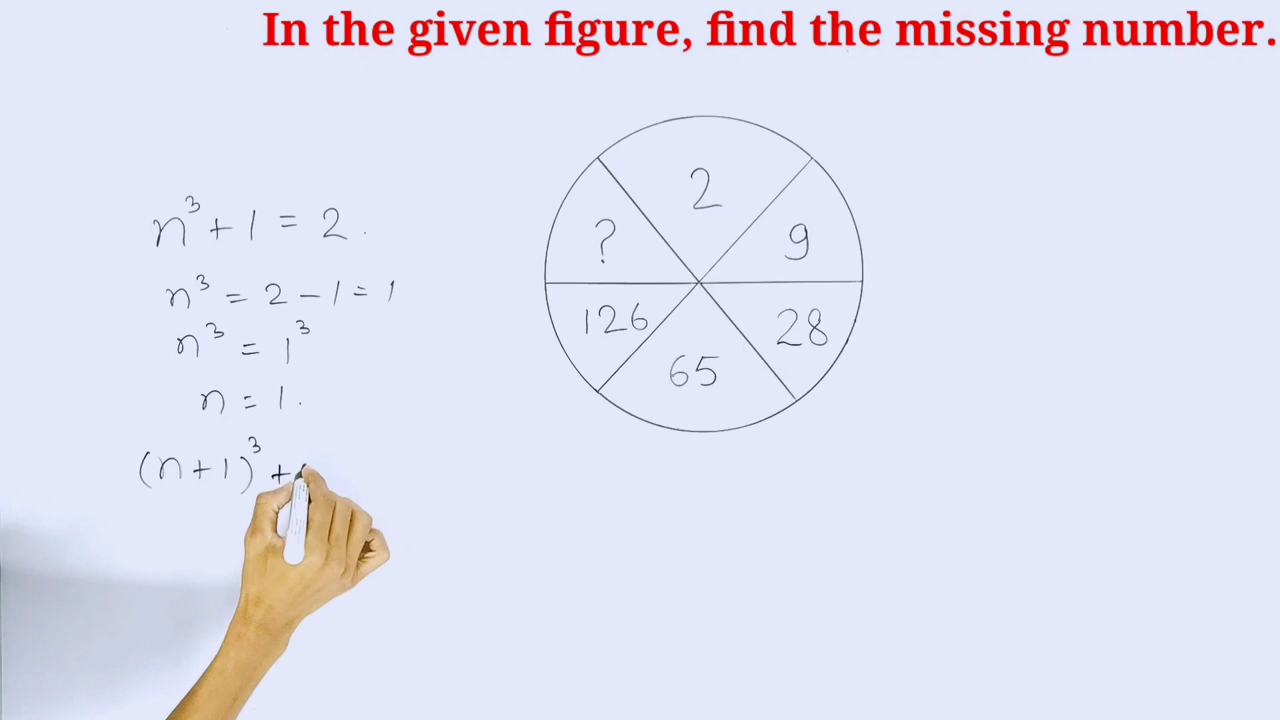 In the given figure, find the missing number.
n³ + 1 = 2.
n³ = 2 - 1 = 1
n³ = 1³
n = 1.
(n + 1)³ +
2
? 9
126 28
65